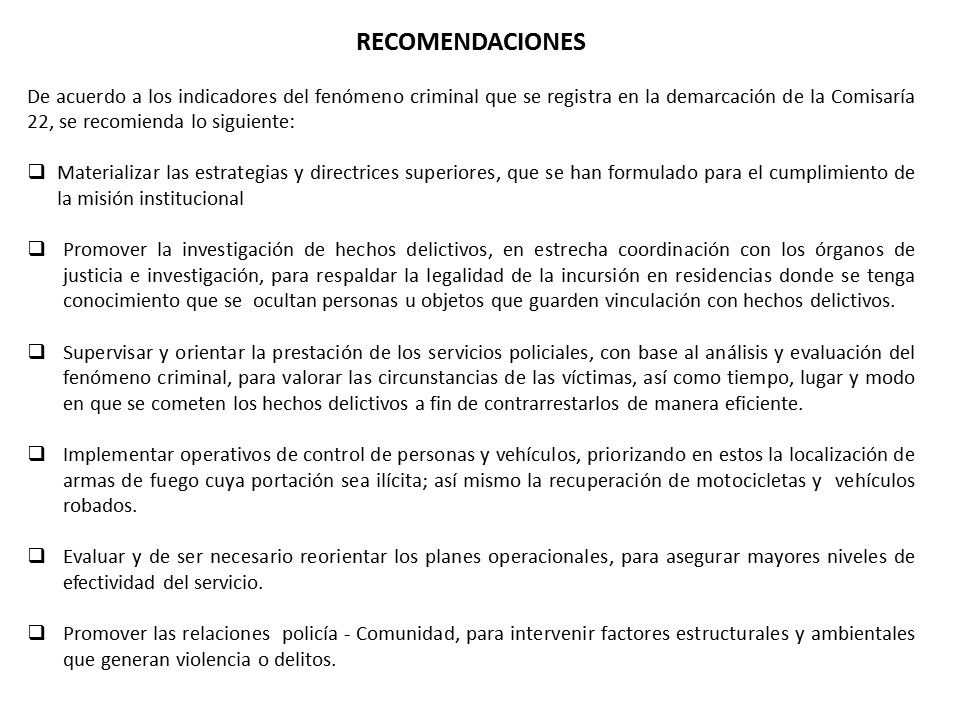 RECOMENDACIONES
De acuerdo a los indicadores del fenómeno criminal que se registra en la demarcación de la Comisaría
22, se recomienda lo siguiente:
❑ Materializar las estrategias y directrices superiores, que se han formulado para el cumplimiento de
la misión institucional
❑ Promover la investigación de hechos delictivos, en estrecha coordinación con los órganos de
justicia e investigación, para respaldar la legalidad de la incursión en residencias donde se tenga
conocimiento que se ocultan personas u objetos que guarden vinculación con hechos delictivos.
❑ Supervisar y orientar la prestación de los servicios policiales, con base al análisis y evaluación del
fenómeno criminal, para valorar las circunstancias de las víctimas, así como tiempo, lugar y modo
en que se cometen los hechos delictivos a fin de contrarrestarlos de manera eficiente.
❑ Implementar operativos de control de personas y vehículos, priorizando en estos la localización de
armas de fuego cuya portación sea ilícita; así mismo la recuperación de motocicletas y vehículos
robados.
❑ Evaluar y de ser necesario reorientar los planes operacionales, para asegurar mayores niveles de
efectividad del servicio.
❑ Promover las relaciones policía - Comunidad, para intervenir factores estructurales y ambientales
que generan violencia o delitos.